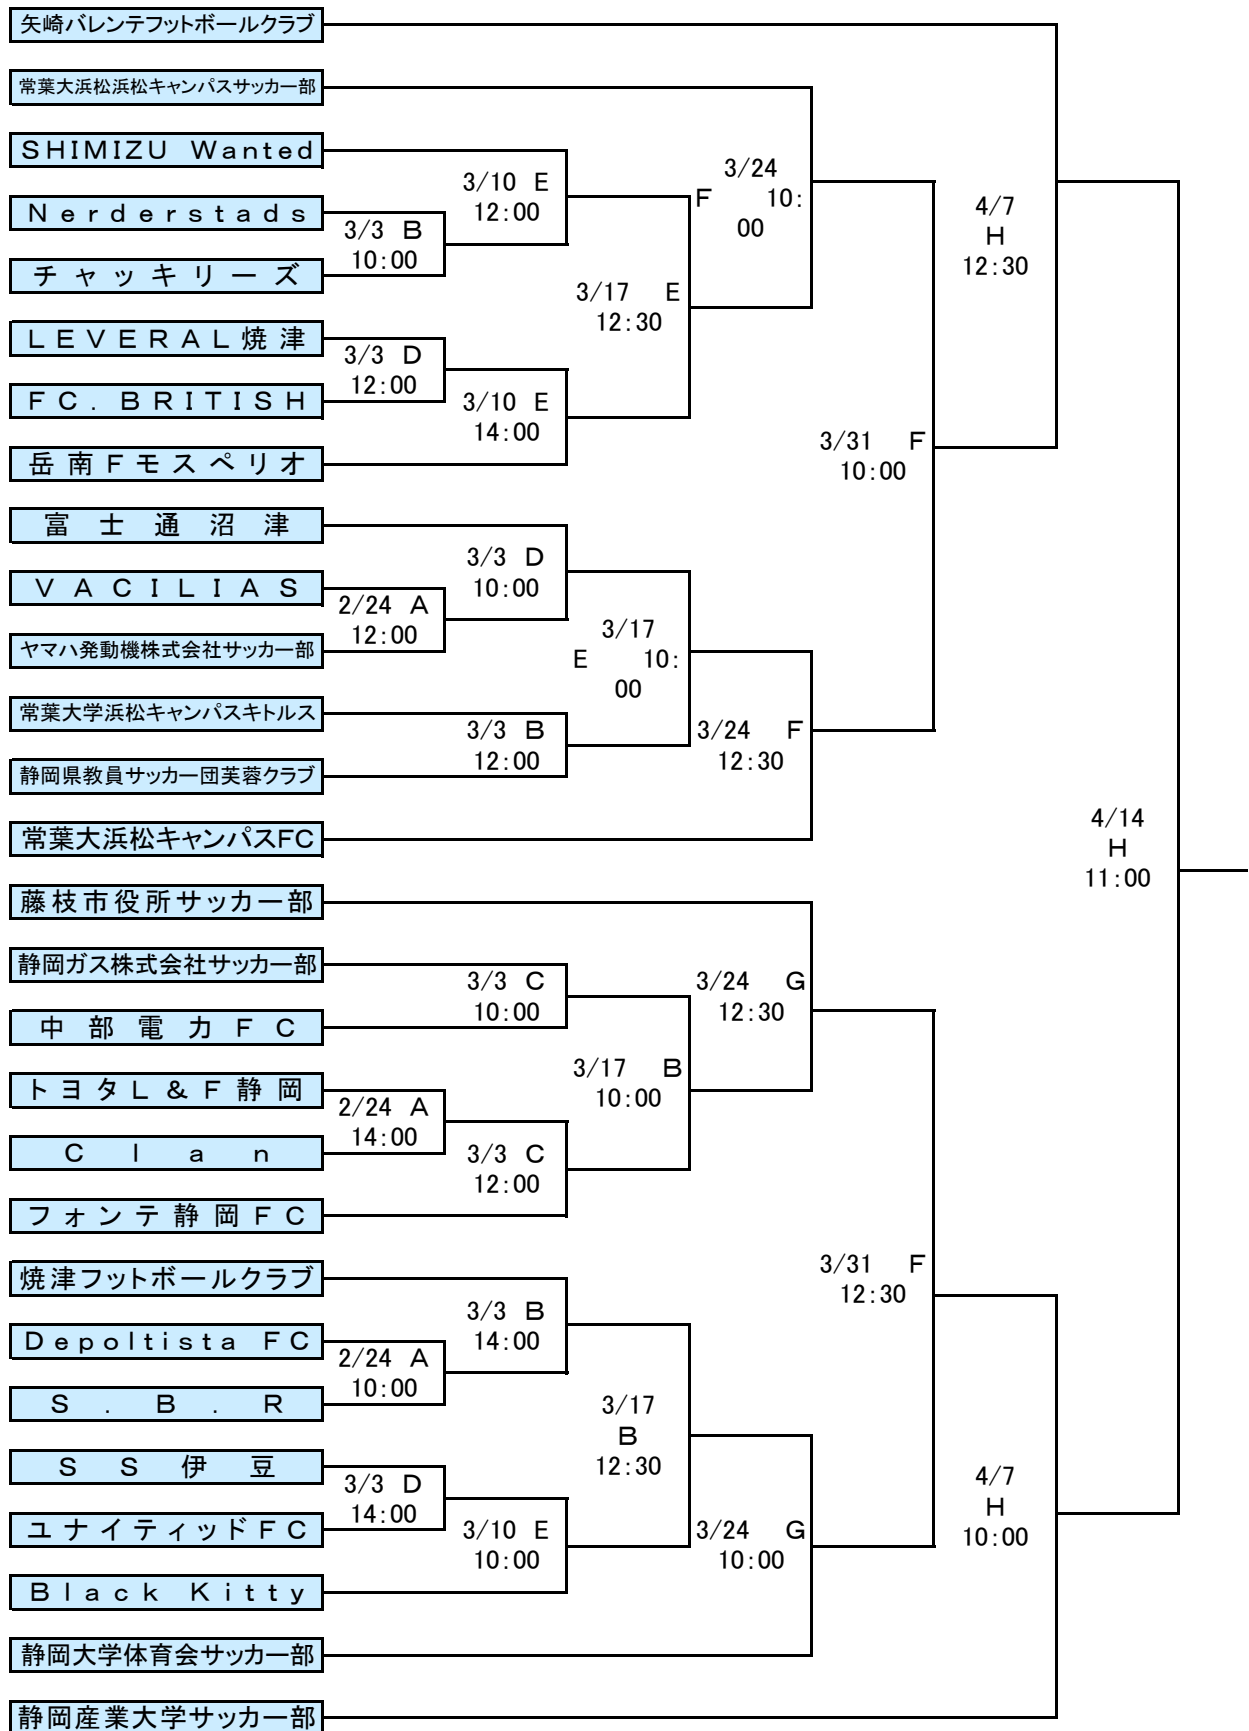 矢崎バレンテフットボールクラブ
常葉大浜松浜松キャンパスサッカー部
SHIMIZU Wanted
3/10 E
12:00
3/24
F 10:
00
4/7
H
12:30
Nerderstads
3/3 B
10:00
チャッキリーズ
3/17 E
12:30
LEVERAL焼津
3/3 D
12:00
FC.BRITISH
3/10 E
14:00
3/31 F
10:00
岳南Fモスペリオ
富士通沼津
3/3 D
10:00
VACILIAS
2/24 A
12:00
ヤマハ発動機株式会社サッカー部
3/17
E 10:
00
常葉大学浜松キャンパスキトルス
3/3 B
12:00
3/24 F
12:30
静岡県教員サッカー団芙蓉クラブ
常葉大浜松キャンパスFC
4/14
H
11:00
藤枝市役所サッカー部
静岡ガス株式会社サッカー部
3/3 C
10:00
3/24 G
12:30
中部電力FC
3/17 B
10:00
トヨタL&F静岡
2/24 A
14:00
Clan
3/3 C
12:00
フォンテ静岡FC
焼津フットボールクラブ
3/31 F
12:30
3/3 B
14:00
Depoltista FC
2/24 A
10:00
S.B.R
3/17
B
12:30
SS伊豆
3/3 D
14:00
4/7
H
10:00
ユナイティッドFC
3/10 E
10:00
3/24 G
10:00
Black Kitty
静岡大学体育会サッカー部
静岡産業大学サッカー部